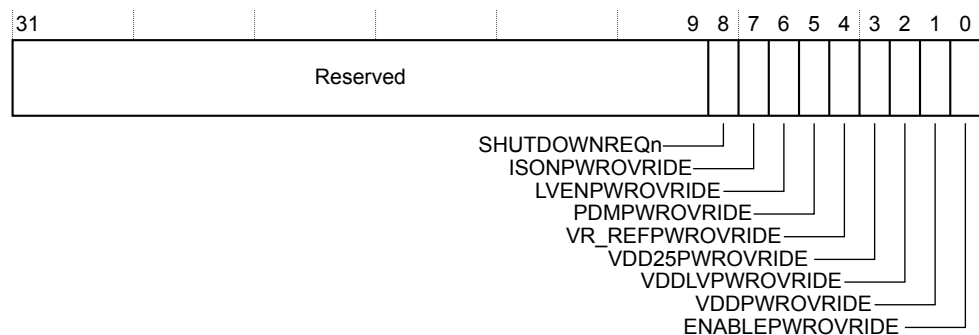 31 9 8 7 6 5 4 3 2 1 0
Reserved
SHUTDOWNREQn
ISONPWROVRIDE
LVENPWROVRIDE
PDMPWROVRIDE
VR_REFPWROVRIDE
VDD25PWROVRIDE
VDDLVPWROVRIDE
VDDPWROVRIDE
ENABLEPWROVRIDE